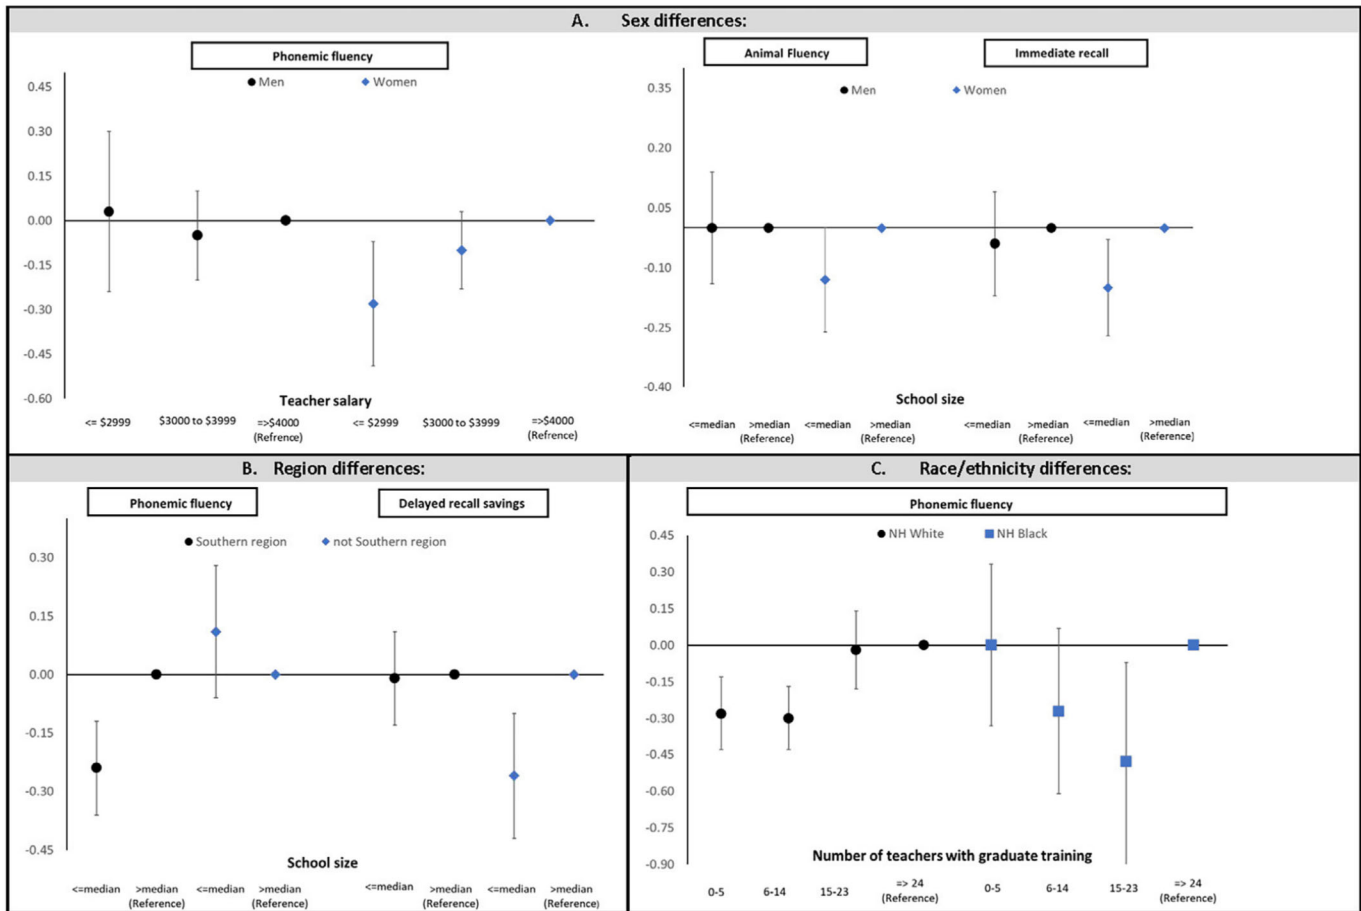 A. Sex differences:
Phonemic fluency
Men Women
0.45
0.30
0.15
0.00
-0.15
-0.30
-0.45
-0.60
Teacher salary
<= $2999 $3000 to $3999 =>$4000 <= $2999 $3000 to $3999 =>$4000
(Refrence) (Refrence)
Animal Fluency Immediate recall
Men Women
0.35
0.20
0.05
-0.10
-0.25
-0.40
School size
<=median >median <=median >median <=median >median <=median >median
(Reference) (Reference) (Reference) (Reference)
B. Region differences:
Phonemic fluency Delayed recall savings
Southern region not Southern region
0.30
0.15
0.00
-0.15
-0.30
-0.45
School size
<=median >median <=median >median <=median >median <=median >median
(Reference) (Reference) (Reference) (Reference)
C. Race/ethnicity differences:
Phonemic fluency
NH White NH Black
0.45
0.30
0.15
0.00
-0.15
-0.30
-0.45
-0.60
-0.75
-0.90
Number of teachers with graduate training
0-5 6-14 15-23 => 24 0-5 6-14 15-23 => 24
(Reference) (Reference)